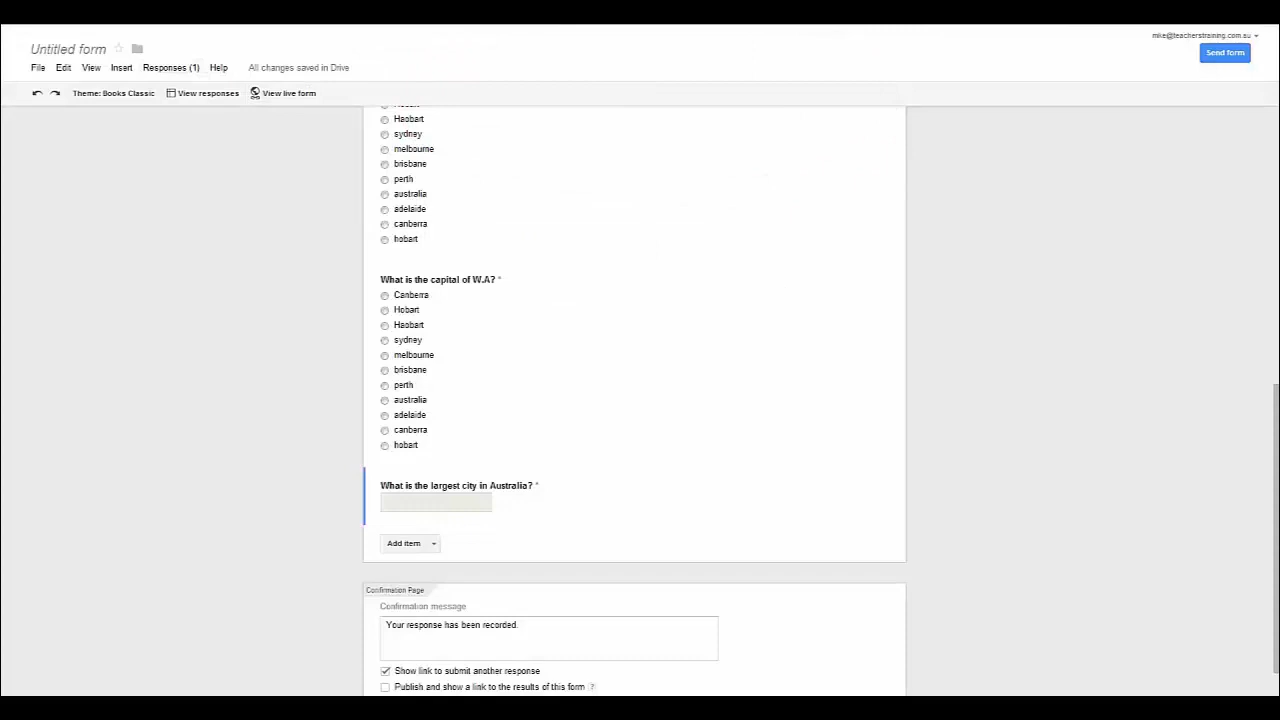 Untitled form
mike@teacherstraining.com.au
Send form
File Edit View Insert Responses (1) Help All changes saved in Drive
Theme: Books Classic View responses View live form
Haobart
sydney
melbourne
brisbane
perth
australia
adelaide
canberra
hobart
What is the capital of W.A? *
Canberra
Hobart
Haobart
sydney
melbourne
brisbane
perth
australia
adelaide
canberra
hobart
What is the largest city in Australia? *
Add item
Confirmation Page
Confirmation message
Your response has been recorded.
Show link to submit another response
Publish and show a link to the results of this form ?